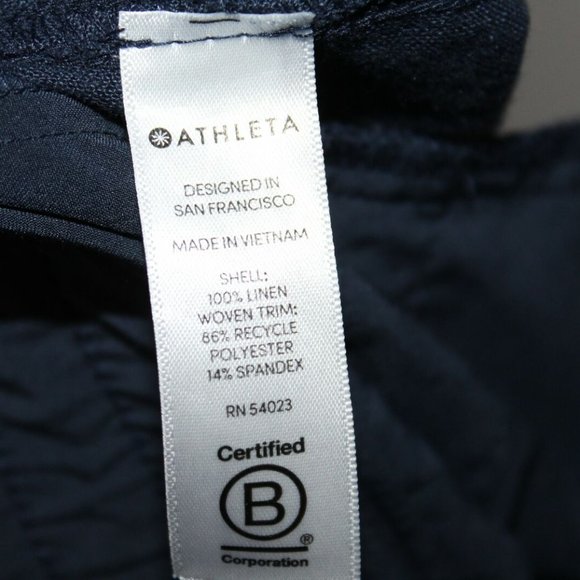 ATHLETA
DESIGNED IN
SAN FRANCISCO
MADE IN VIETNAM
SHELL:
100% LINEN
WOVEN TRIM:
86% RECYCLE
POLYESTER
14% SPANDEX
RN 54023
Certified
B
®
Corporation